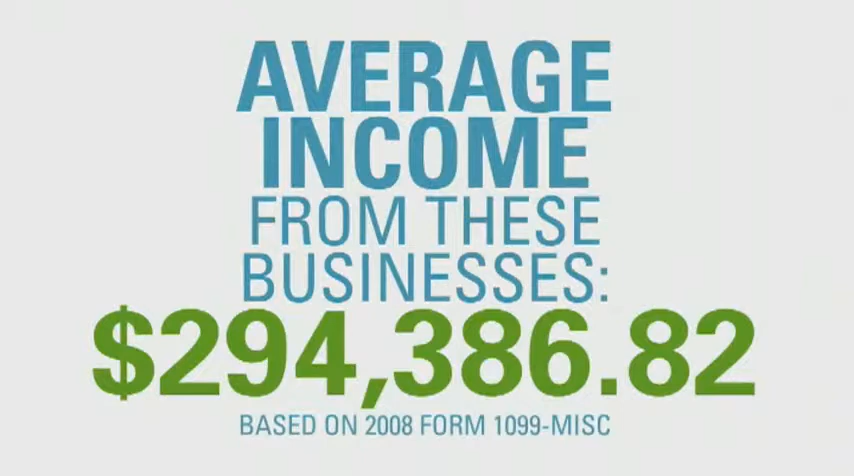 AVERAGE
INCOME
FROM THESE
BUSINESSES:
$294,386.82
BASED ON 2008 FORM 1099-MISC